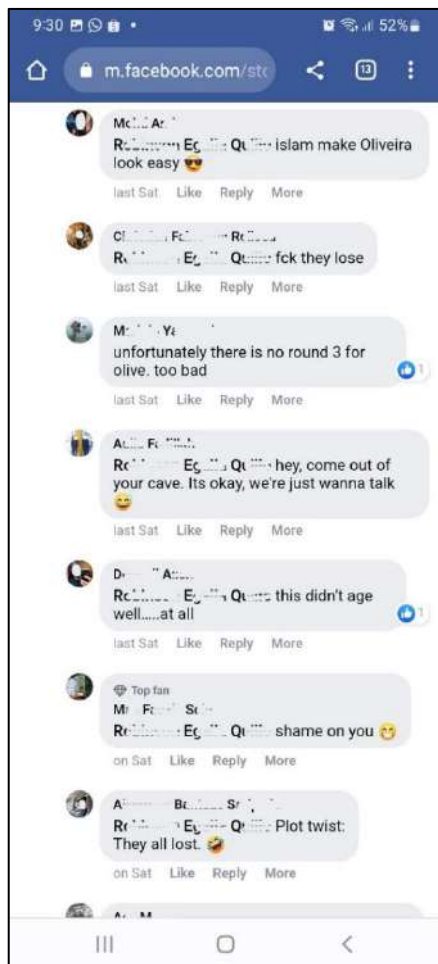 9:30
52%
m.facebook.com/sto
13
islam make Oliveira
look easy 😎
last Sat Like Reply More
fck they lose
last Sat Like Reply More
unfortunately there is no round 3 for
olive. too bad
1
last Sat Like Reply More
hey, come out of
your cave. Its okay, we're just wanna talk
😅
last Sat Like Reply More
this didn't age
well.....at all
1
last Sat Like Reply More
Top fan
shame on you 😁
on Sat Like Reply More
Plot twist:
They all lost. 🤣
on Sat Like Reply More